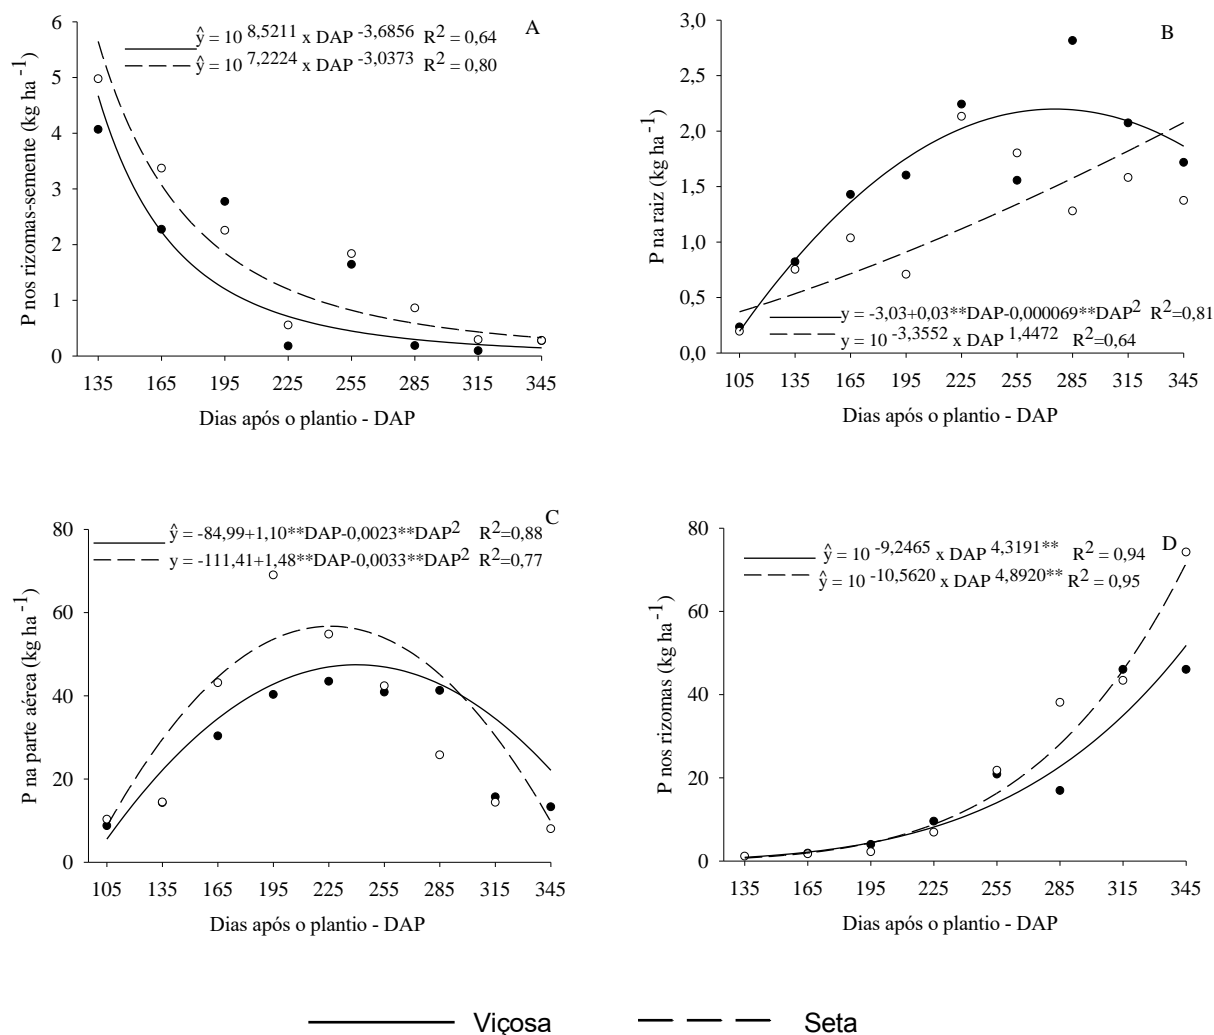 A
ŷ = 10 8,5211 x DAP -3,6856 R2 = 0,64
ŷ = 10 7,2224 x DAP -3,0373 R2 = 0,80
P nos rizomas-semente (kg ha -1)
6
5
4
3
2
1
0
135 165 195 225 255 285 315 345
Dias após o plantio - DAP
B
P na raiz (kg ha -1)
3,0
2,5
2,0
1,5
1,0
0,5
0,0
y = -3,03+0,03**DAP-0,000069**DAP2 R2=0,81
y = 10 -3,3552 x DAP 1,4472 R2=0,64
105 135 165 195 225 255 285 315 345
Dias após o plantio - DAP
C
ŷ = -84,99+1,10**DAP-0,0023**DAP2 R2=0,88
y = -111,41+1,48**DAP-0,0033**DAP2 R2=0,77
P na parte aérea (kg ha -1)
80
60
40
20
0
105 135 165 195 225 255 285 315 345
Dias após o plantio - DAP
D
ŷ = 10 -9,2465 x DAP 4,3191** R2 = 0,94
ŷ = 10 -10,5620 x DAP 4,8920** R2 = 0,95
P nos rizomas (kg ha -1)
80
60
40
20
0
135 165 195 225 255 285 315 345
Dias após o plantio - DAP
Viçosa Seta